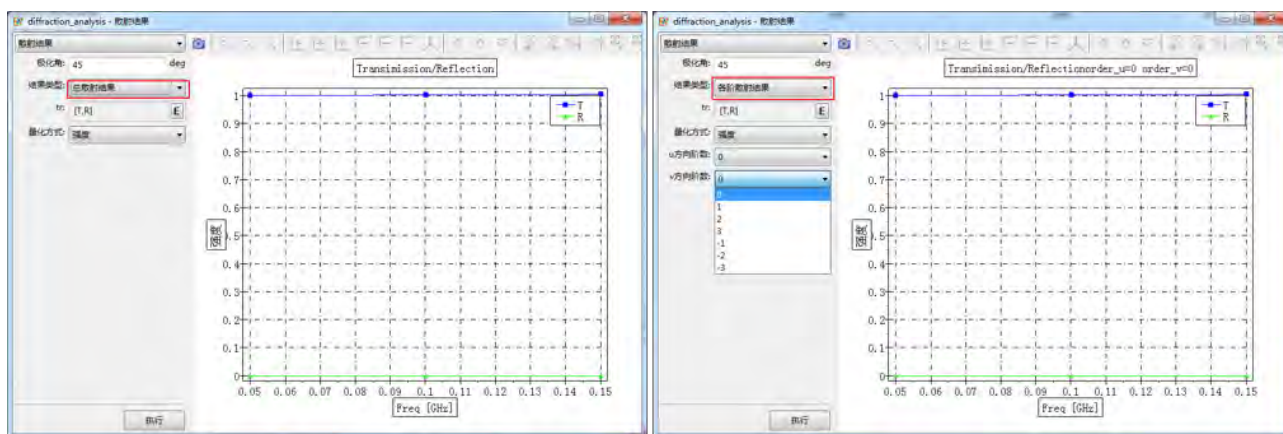 diffraction_analysis - 散射结果
散射结果
极化角: 45 deg
结果类型: 总散射结果
tr: [T,R] E
量化方式: 强度
执行
Transimission/Reflection
T
R
1
0.9
0.8
0.7
0.6
0.5
0.4
0.3
0.2
0.1
0
强度
0.05 0.06 0.07 0.08 0.09 0.1 0.11 0.12 0.13 0.14 0.15
Freq [GHz]
diffraction_analysis - 散射结果
散射结果
极化角: 45 deg
结果类型: 各阶散射结果
tr: [T,R] E
量化方式: 强度
u方向阶数: 0
v方向阶数: 0
0
1
2
3
-1
-2
-3
执行
Transimission/Reflectionorder_u=0 order_v=0
T
R
1
0.9
0.8
0.7
0.6
0.5
0.4
0.3
0.2
0.1
0
强度
0.05 0.06 0.07 0.08 0.09 0.1 0.11 0.12 0.13 0.14 0.15
Freq [GHz]